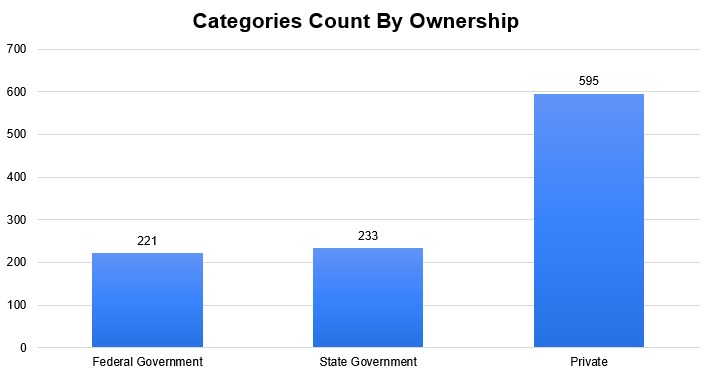 Categories Count By Ownership
700
600
500
400
300
200
100
0
221
233
595
Federal Government
State Government
Private